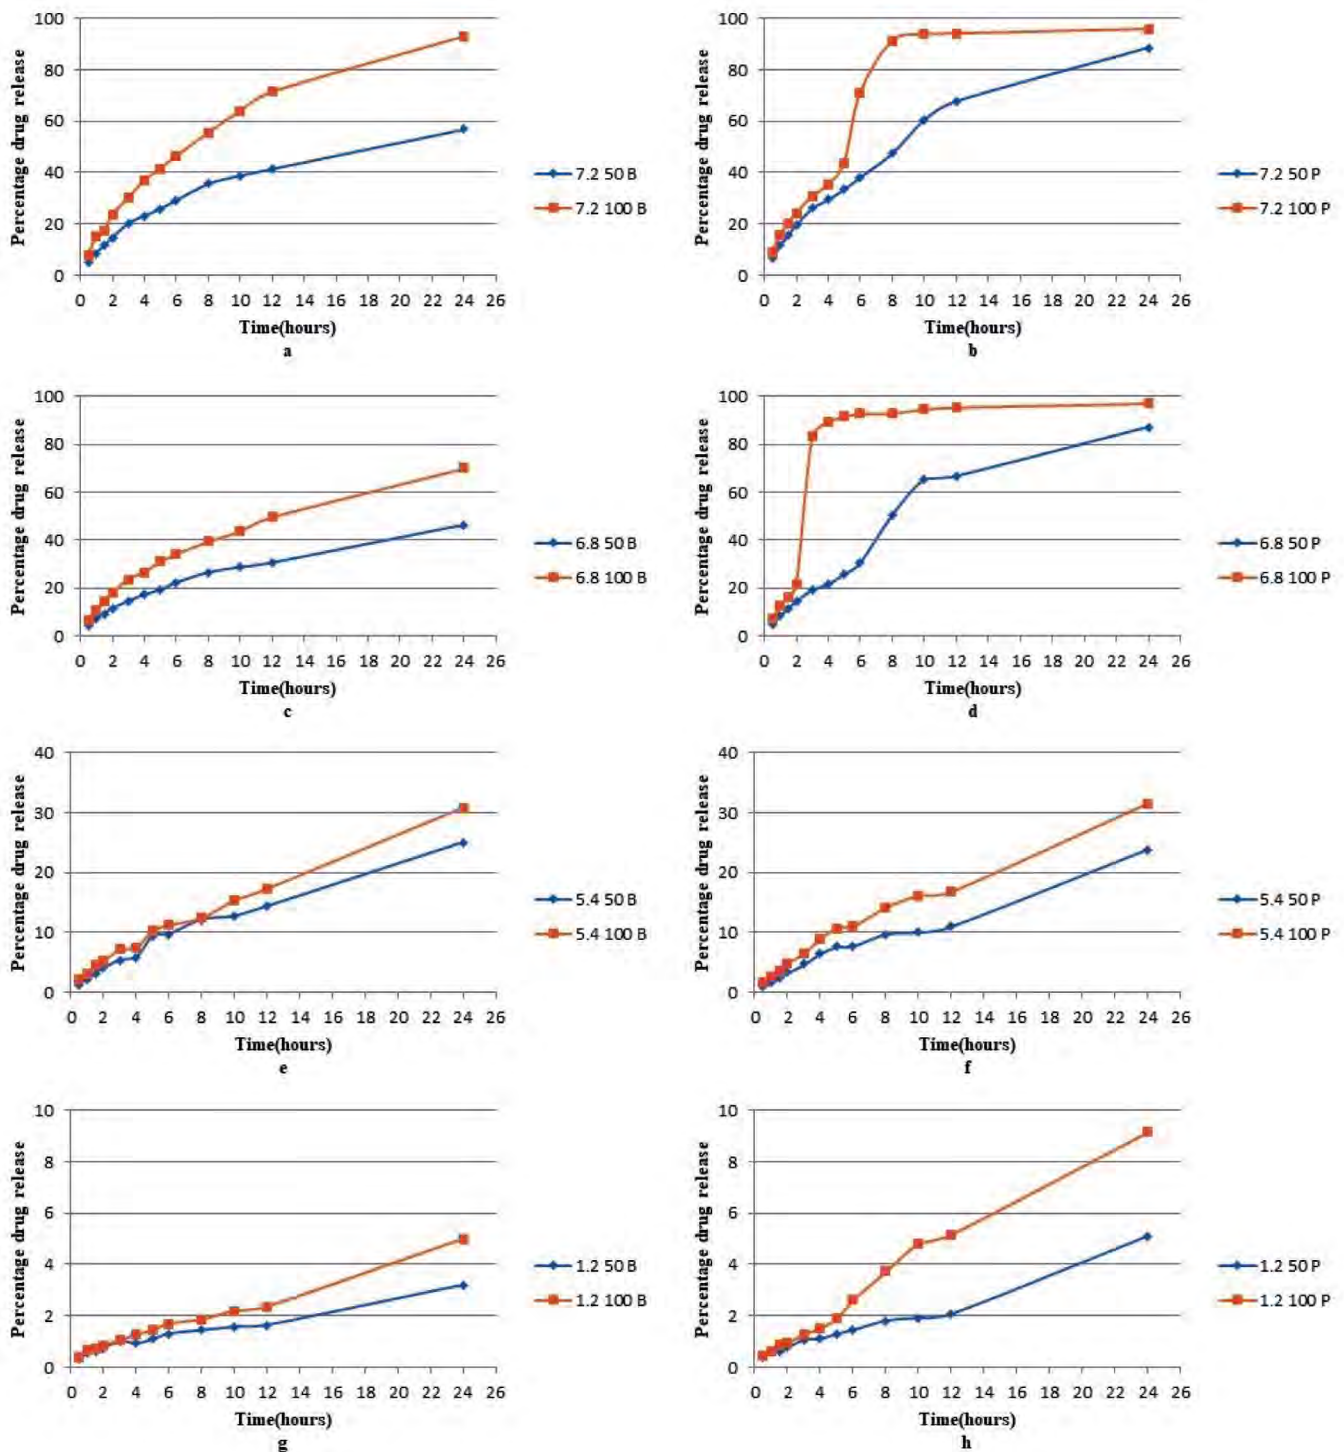 100
80
60
40
20
0
Percentage drug release
0 2 4 6 8 10 12 14 16 18 20 22 24 26
Time(hours)
a
7.2 50 B
7.2 100 B
100
80
60
40
20
0
Percentage drug release
0 2 4 6 8 10 12 14 16 18 20 22 24 26
Time(hours)
b
7.2 50 P
7.2 100 P
100
80
60
40
20
0
Percentage drug release
0 2 4 6 8 10 12 14 16 18 20 22 24 26
Time(hours)
c
6.8 50 B
6.8 100 B
100
80
60
40
20
0
Percentage drug release
0 2 4 6 8 10 12 14 16 18 20 22 24 26
Time(hours)
d
6.8 50 P
6.8 100 P
40
30
20
10
0
Percentage drug release
0 2 4 6 8 10 12 14 16 18 20 22 24 26
Time(hours)
e
5.4 50 B
5.4 100 B
40
30
20
10
0
Percentage drug release
0 2 4 6 8 10 12 14 16 18 20 22 24 26
Time(hours)
f
5.4 50 P
5.4 100 P
10
8
6
4
2
0
Percentage drug release
0 2 4 6 8 10 12 14 16 18 20 22 24 26
Time(hours)
g
1.2 50 B
1.2 100 B
10
8
6
4
2
0
Percentage drug release
0 2 4 6 8 10 12 14 16 18 20 22 24 26
Time(hours)
h
1.2 50 P
1.2 100 P